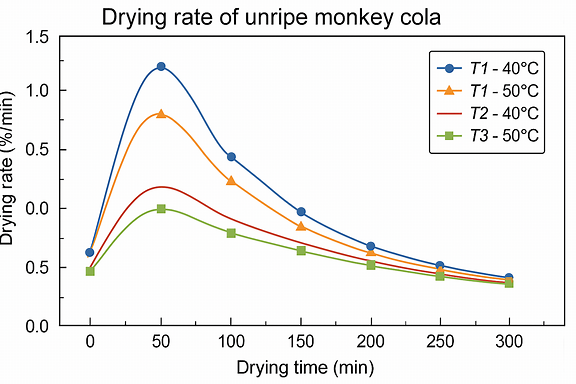 Drying rate of unripe monkey cola
1.5
1.0
0.5
0.0
0.5
0.0
Drying rate (%/min)
T1 - 40°C
T1 - 50°C
T2 - 40°C
T3 - 50°C
0 50 100 150 200 250 300
Drying time (min)